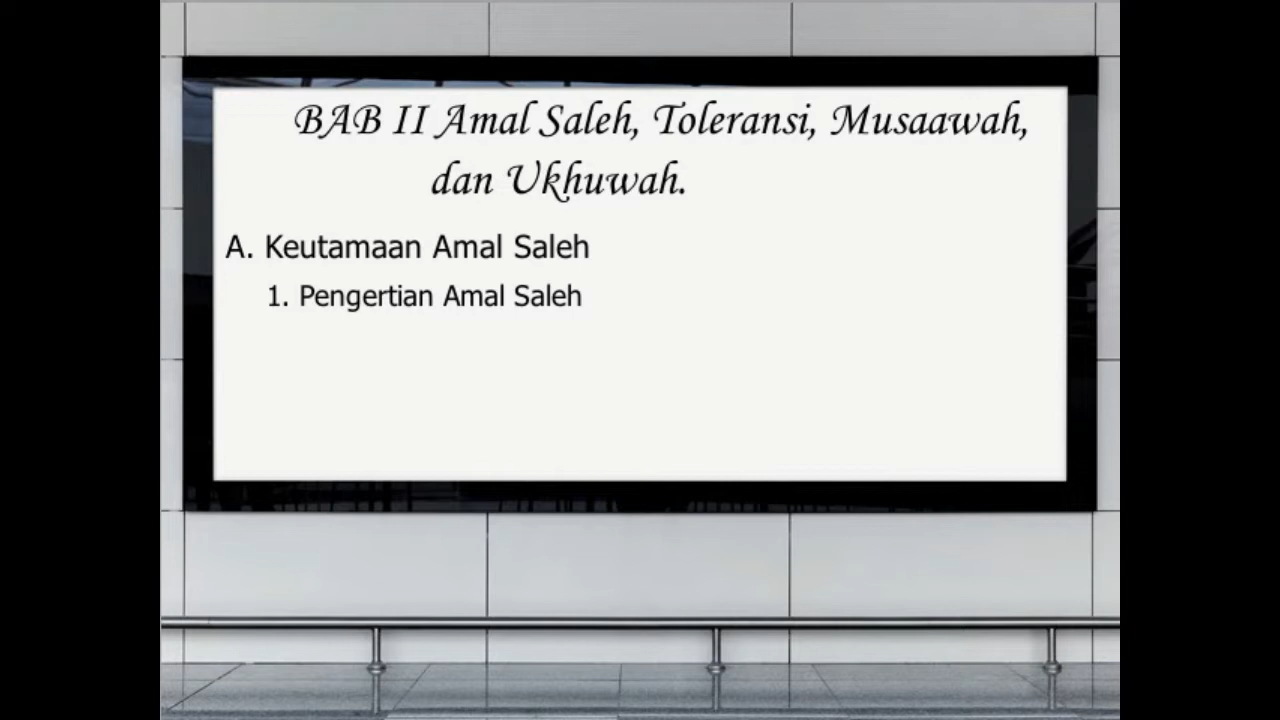 BAB II Amal Saleh, Toleransi, Musaawah,
dan Ukhuwah.
A. Keutamaan Amal Saleh
1. Pengertian Amal Saleh